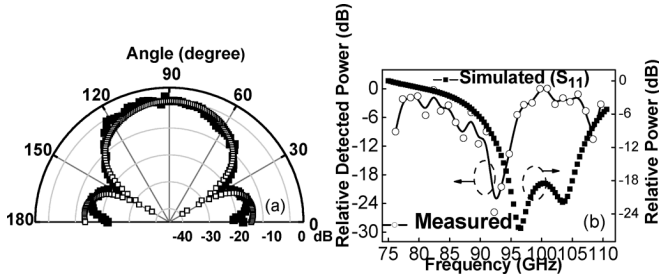 Angle (degree)
90
120
60
150
30
180
0
(a)
-40 -30 -20 -10 0 dB
Relative Detected Power (dB)
0
-6
-12
-18
-24
-30
Simulated (S11)
Measured
(b)
0
-6
-12
-18
-24
Relative Power (dB)
75 80 85 90 95 100 105 110
Frequency (GHz)